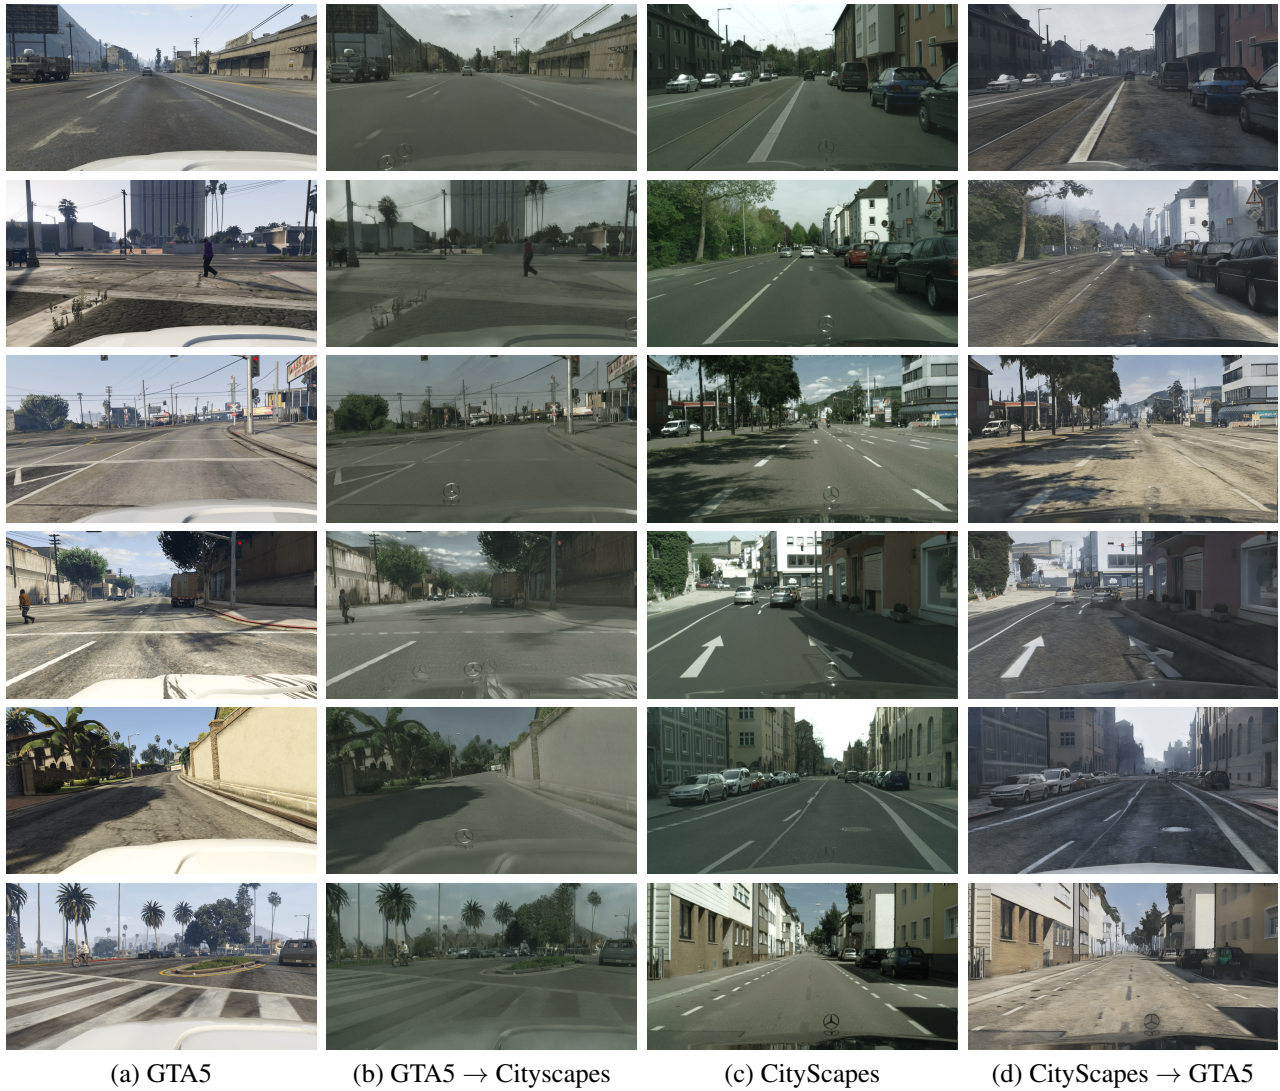 (a) GTA5
(b) GTA5 → Cityscapes
(c) CityScapes
(d) CityScapes → GTA5